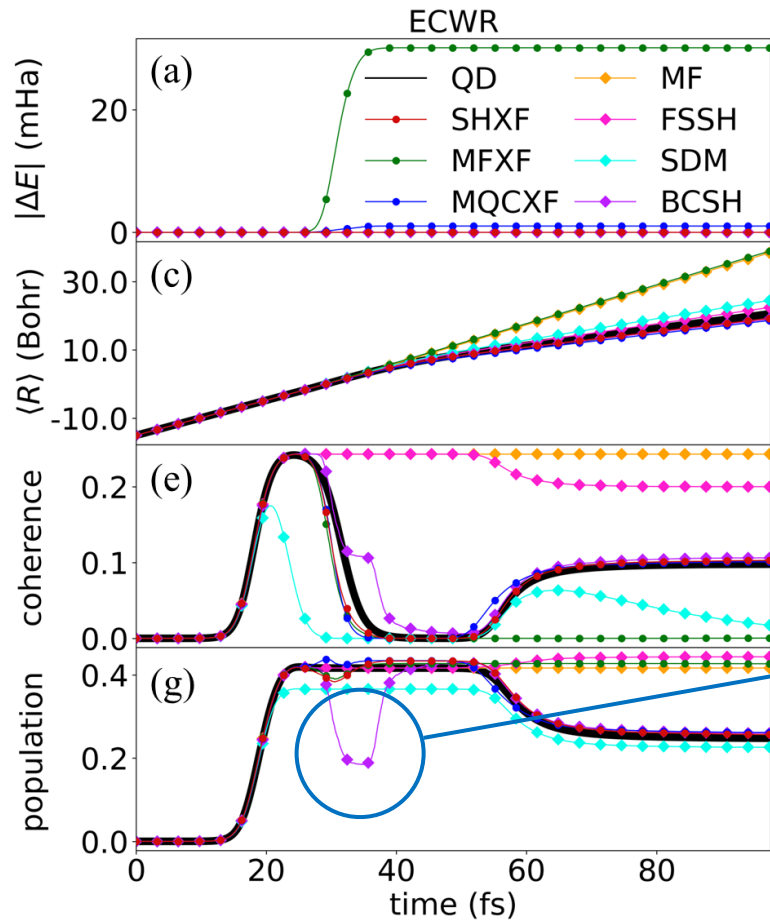 ECWR
(a)
|ΔE| (mHa)
20
0
QD
SHXF
MFXF
MQCXF
MF
FSSH
SDM
BCSH
(c)
⟨R⟩ (Bohr)
30.0
10.0
-10.0
(e)
coherence
0.2
0.1
0.0
(g)
population
0.4
0.2
0.0
0 20 40 60 80
time (fs)